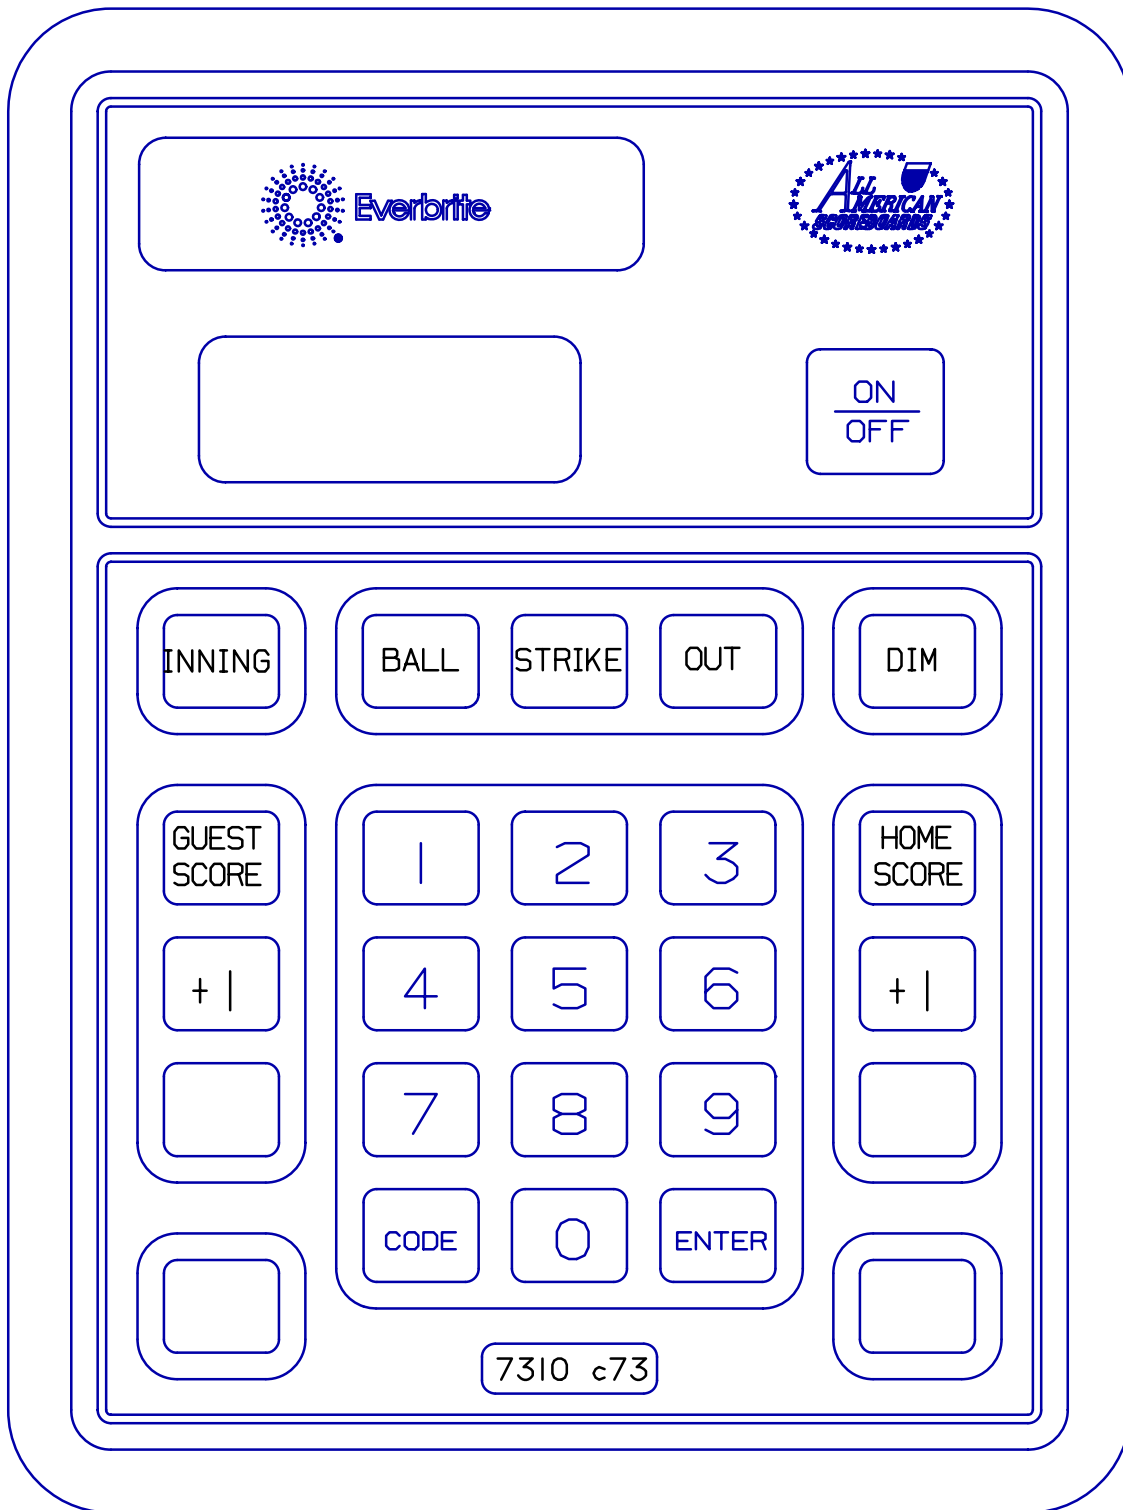 Everbrite
ALL
AMERICAN
SCOREBOARDS
ON
OFF
INNING
BALL
STRIKE
OUT
DIM
GUEST
SCORE
HOME
SCORE
1
2
3
+1
4
5
6
+1
7
8
9
CODE
0
ENTER
7310 c73